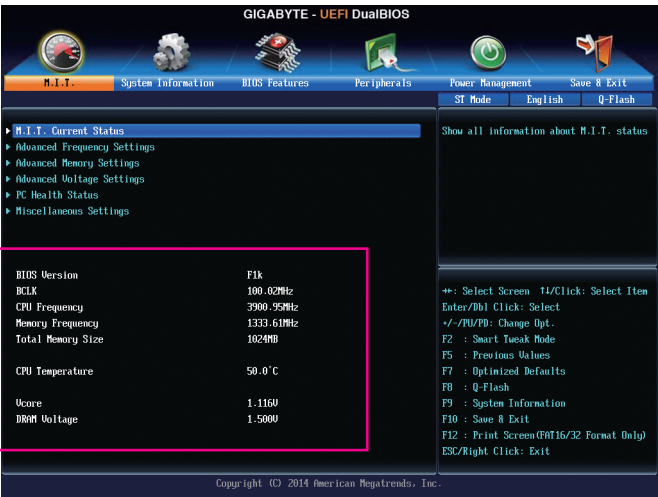 GIGABYTE - UEFI DualBIOS
M.I.T. System Information BIOS Features Peripherals Power Management Save & Exit
ST Mode English Q-Flash
M.I.T. Current Status
Advanced Frequency Settings
Advanced Memory Settings
Advanced Voltage Settings
PC Health Status
Miscellaneous Settings
Show all information about M.I.T. status
BIOS Version F1k
BCLK 100.02MHz
CPU Frequency 3900.95MHz
Memory Frequency 1333.61MHz
Total Memory Size 1024MB
CPU Temperature 50.0°C
Vcore 1.116V
DRAM Voltage 1.500V
→←: Select Screen ↑↓/Click: Select Item
Enter/Dbl Click: Select
+/-/PU/PD: Change Opt.
F2 : Smart Tweak Mode
F5 : Previous Values
F7 : Optimized Defaults
F8 : Q-Flash
F9 : System Information
F10 : Save & Exit
F12 : Print Screen(FAT16/32 Format Only)
ESC/Right Click: Exit
Copyright (C) 2014 American Megatrends, Inc.